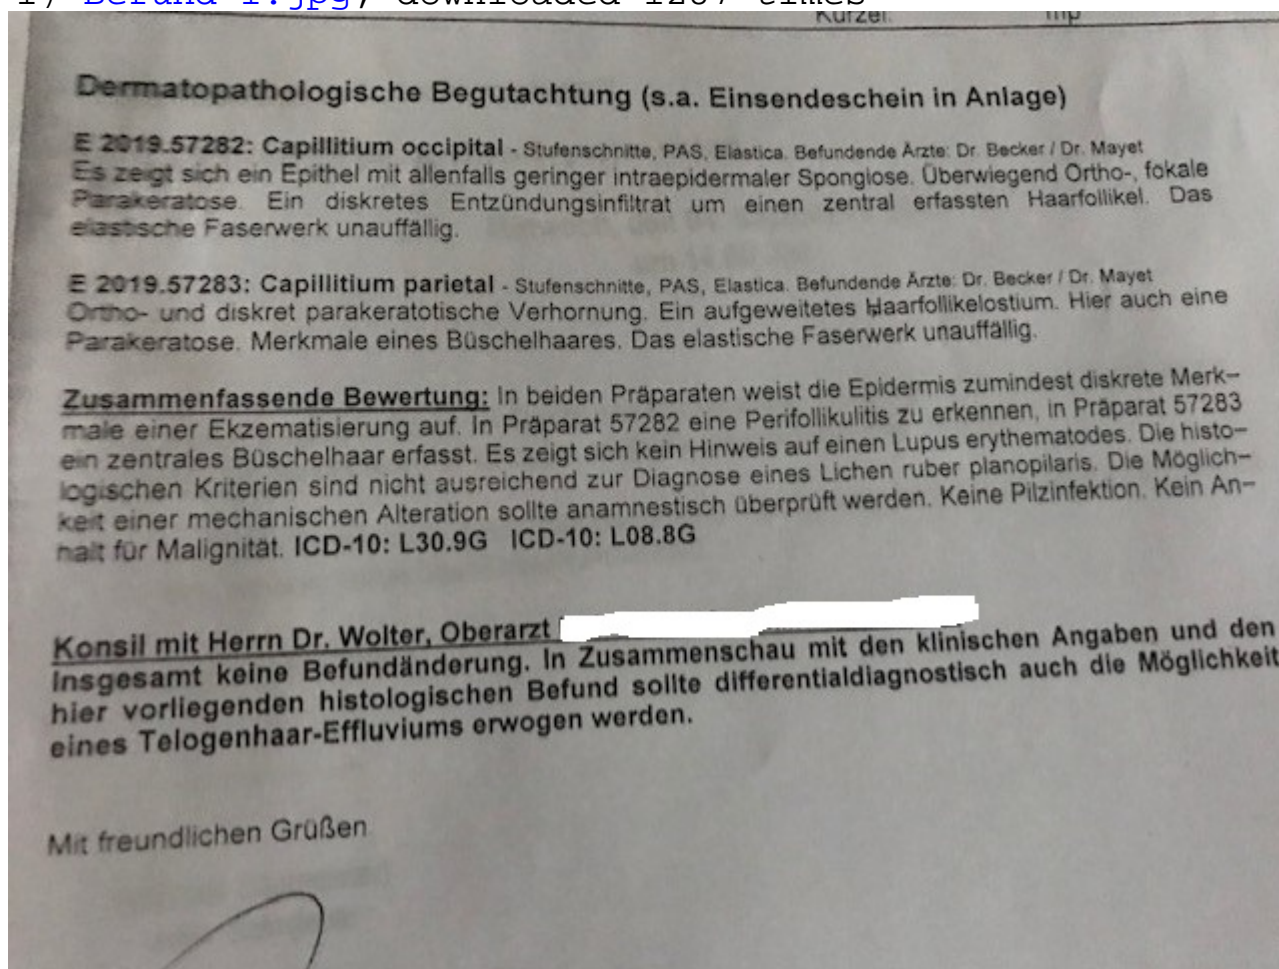 1) Befund 1.jpg, downloaded 1267 times
Kürzel: mp
Dermatopathologische Begutachtung (s.a. Einsendeschein in Anlage)
E 2019.57282: Capillitium occipital - Stufenschnitte, PAS, Elastica. Befundende Ärzte: Dr. Becker / Dr. Mayet
Es zeigt sich ein Epithel mit allenfalls geringer intraepidermaler Spongiose. Überwiegend Ortho-, fokale
Parakeratose. Ein diskretes Entzündungsinfiltrat um einen zentral erfassten Haarfollikel. Das
elastische Faserwerk unauffällig.
E 2019.57283: Capillitium parietal - Stufenschnitte, PAS, Elastica. Befundende Ärzte: Dr. Becker / Dr. Mayet
Ortho- und diskret parakeratotische Verhornung. Ein aufgeweitetes Haarfollikelostium. Hier auch eine
Parakeratose. Merkmale eines Büschelhaares. Das elastische Faserwerk unauffällig.
Zusammenfassende Bewertung: In beiden Präparaten weist die Epidermis zumindest diskrete Merk-
male einer Ekzematisierung auf. In Präparat 57282 eine Perifollikulitis zu erkennen, in Präparat 57283
ein zentrales Büschelhaar erfasst. Es zeigt sich kein Hinweis auf einen Lupus erythematodes. Die histo-
logischen Kriterien sind nicht ausreichend zur Diagnose eines Lichen ruber planopilaris. Die Möglich-
keit einer mechanischen Alteration sollte anamnestisch überprüft werden. Keine Pilzinfektion. Kein An-
halt für Malignität. ICD-10: L30.9G ICD-10: L08.8G
Konsil mit Herrn Dr. Wolter, Oberarzt
Insgesamt keine Befundänderung. In Zusammenschau mit den klinischen Angaben und den
hier vorliegenden histologischen Befund sollte differentialdiagnostisch auch die Möglichkeit
eines Telogenhaar-Effluviums erwogen werden.
Mit freundlichen Grüßen